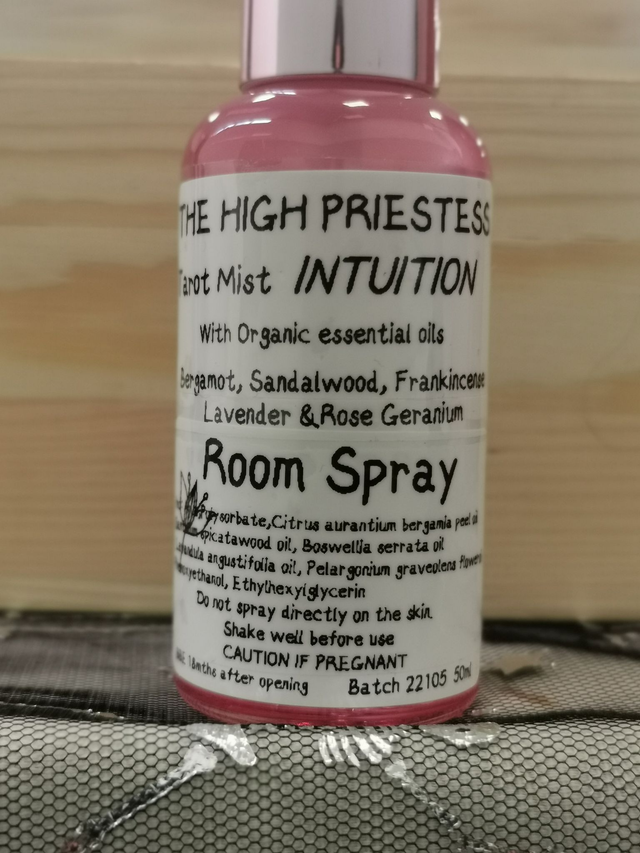 THE HIGH PRIESTESS
Tarot Mist INTUITION
With Organic essential oils
Bergamot, Sandalwood, Frankincense
Lavender &Rose Geranium
Room Spray
Polysorbate,Citrus aurantium bergamia peel oil
wood oil, Boswellia serrata oil
angustifolia oil, Pelargonium graveolens flower
Ethylhexylglycerin
Do not spray directly on the skin.
Shake well before use
CAUTION IF PREGNANT
18mths after opening Batch 22105 50ml